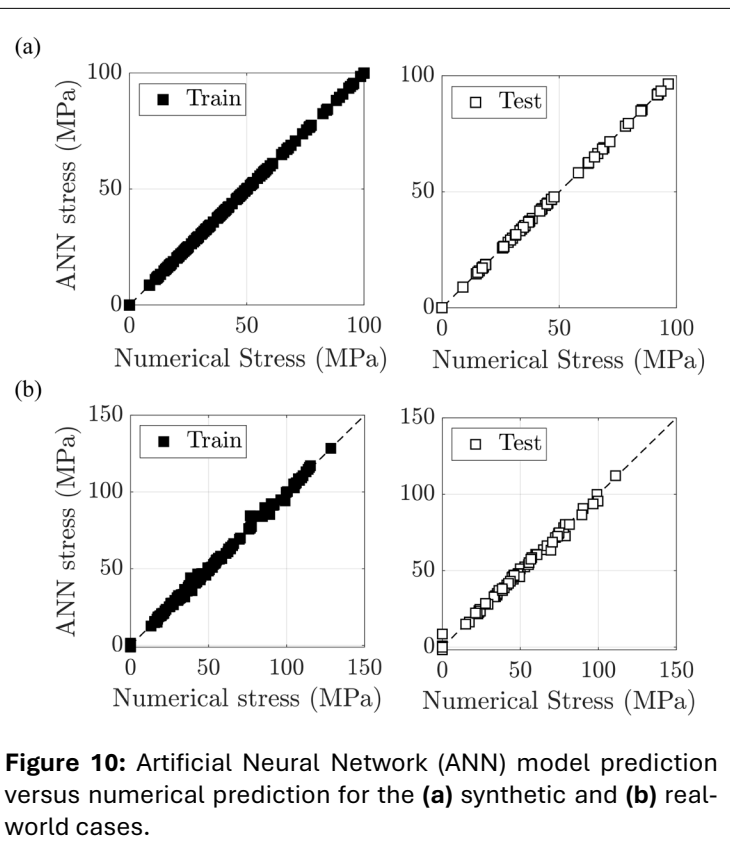 (a)
100
50
0
ANN stress (MPa)
Train
0 50 100
Numerical Stress (MPa)
100
50
0
Test
0 50 100
Numerical Stress (MPa)
(b)
150
100
50
0
ANN stress (MPa)
Train
0 50 100 150
Numerical stress (MPa)
150
100
50
0
Test
0 50 100 150
Numerical Stress (MPa)
Figure 10: Artificial Neural Network (ANN) model prediction
versus numerical prediction for the (a) synthetic and (b) real-
world cases.